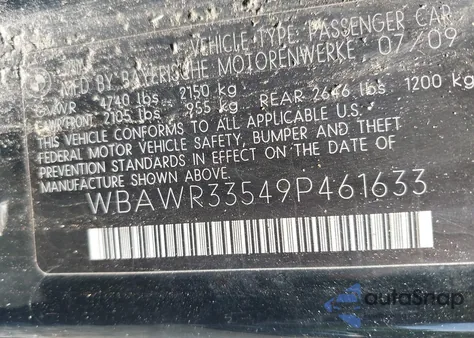 VEHICLE TYPE: PASSENGER CAR
MFD BY BAYERISCHE MOTORENWERKE 07/09
GVWR 4740 lbs. 2150 kg
GAWR/FRONT 2105 lbs 955 kg REAR 2646 lbs. 1200 kg
THIS VEHICLE CONFORMS TO ALL APPLICABLE U.S.
FEDERAL MOTOR VEHICLE SAFETY, BUMPER AND THEFT
PREVENTION STANDARDS IN EFFECT ON THE DATE OF
MANUFACTURE SHOWN ABOVE.
WBAWR33549P461633
autoSnap